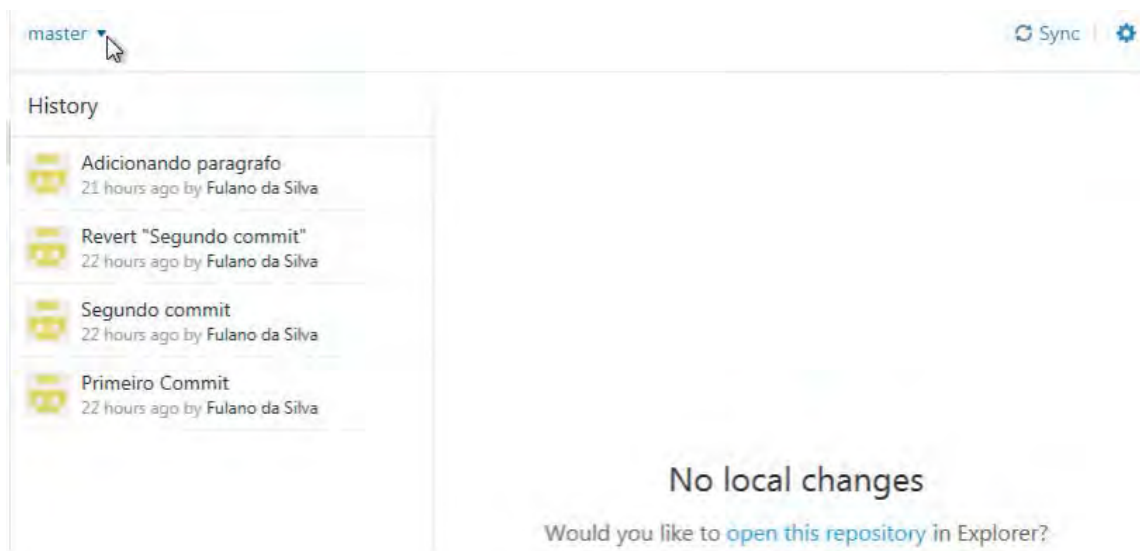 master
Sync
History
Adicionando paragrafo
21 hours ago by Fulano da Silva
Revert "Segundo commit"
22 hours ago by Fulano da Silva
Segundo commit
22 hours ago by Fulano da Silva
Primeiro Commit
22 hours ago by Fulano da Silva
No local changes
Would you like to open this repository in Explorer?